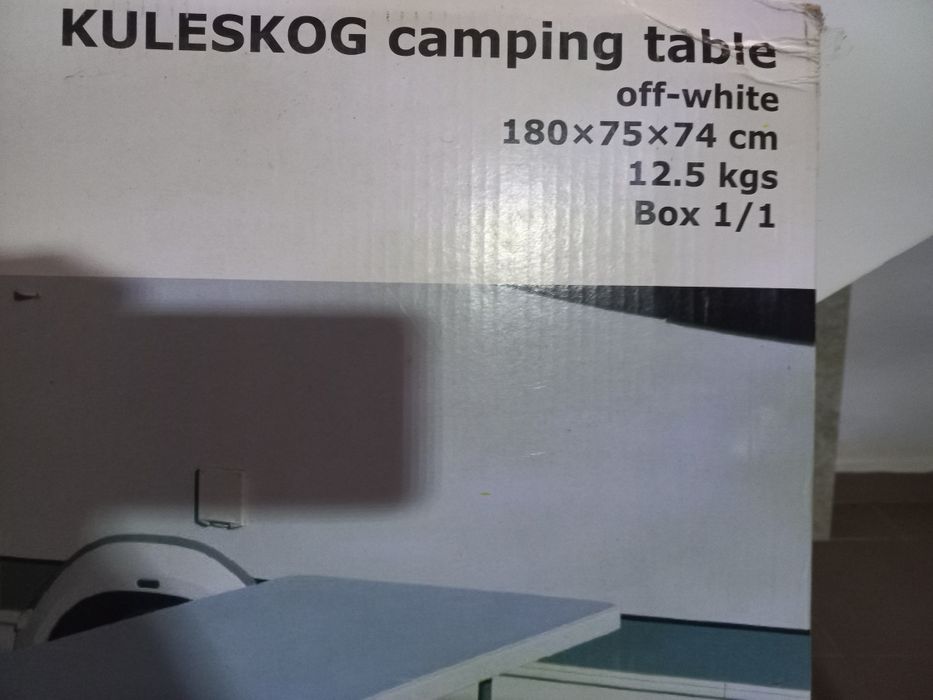 KULESKOG camping table
off-white
180×75×74 cm
12.5 kgs
Box 1/1